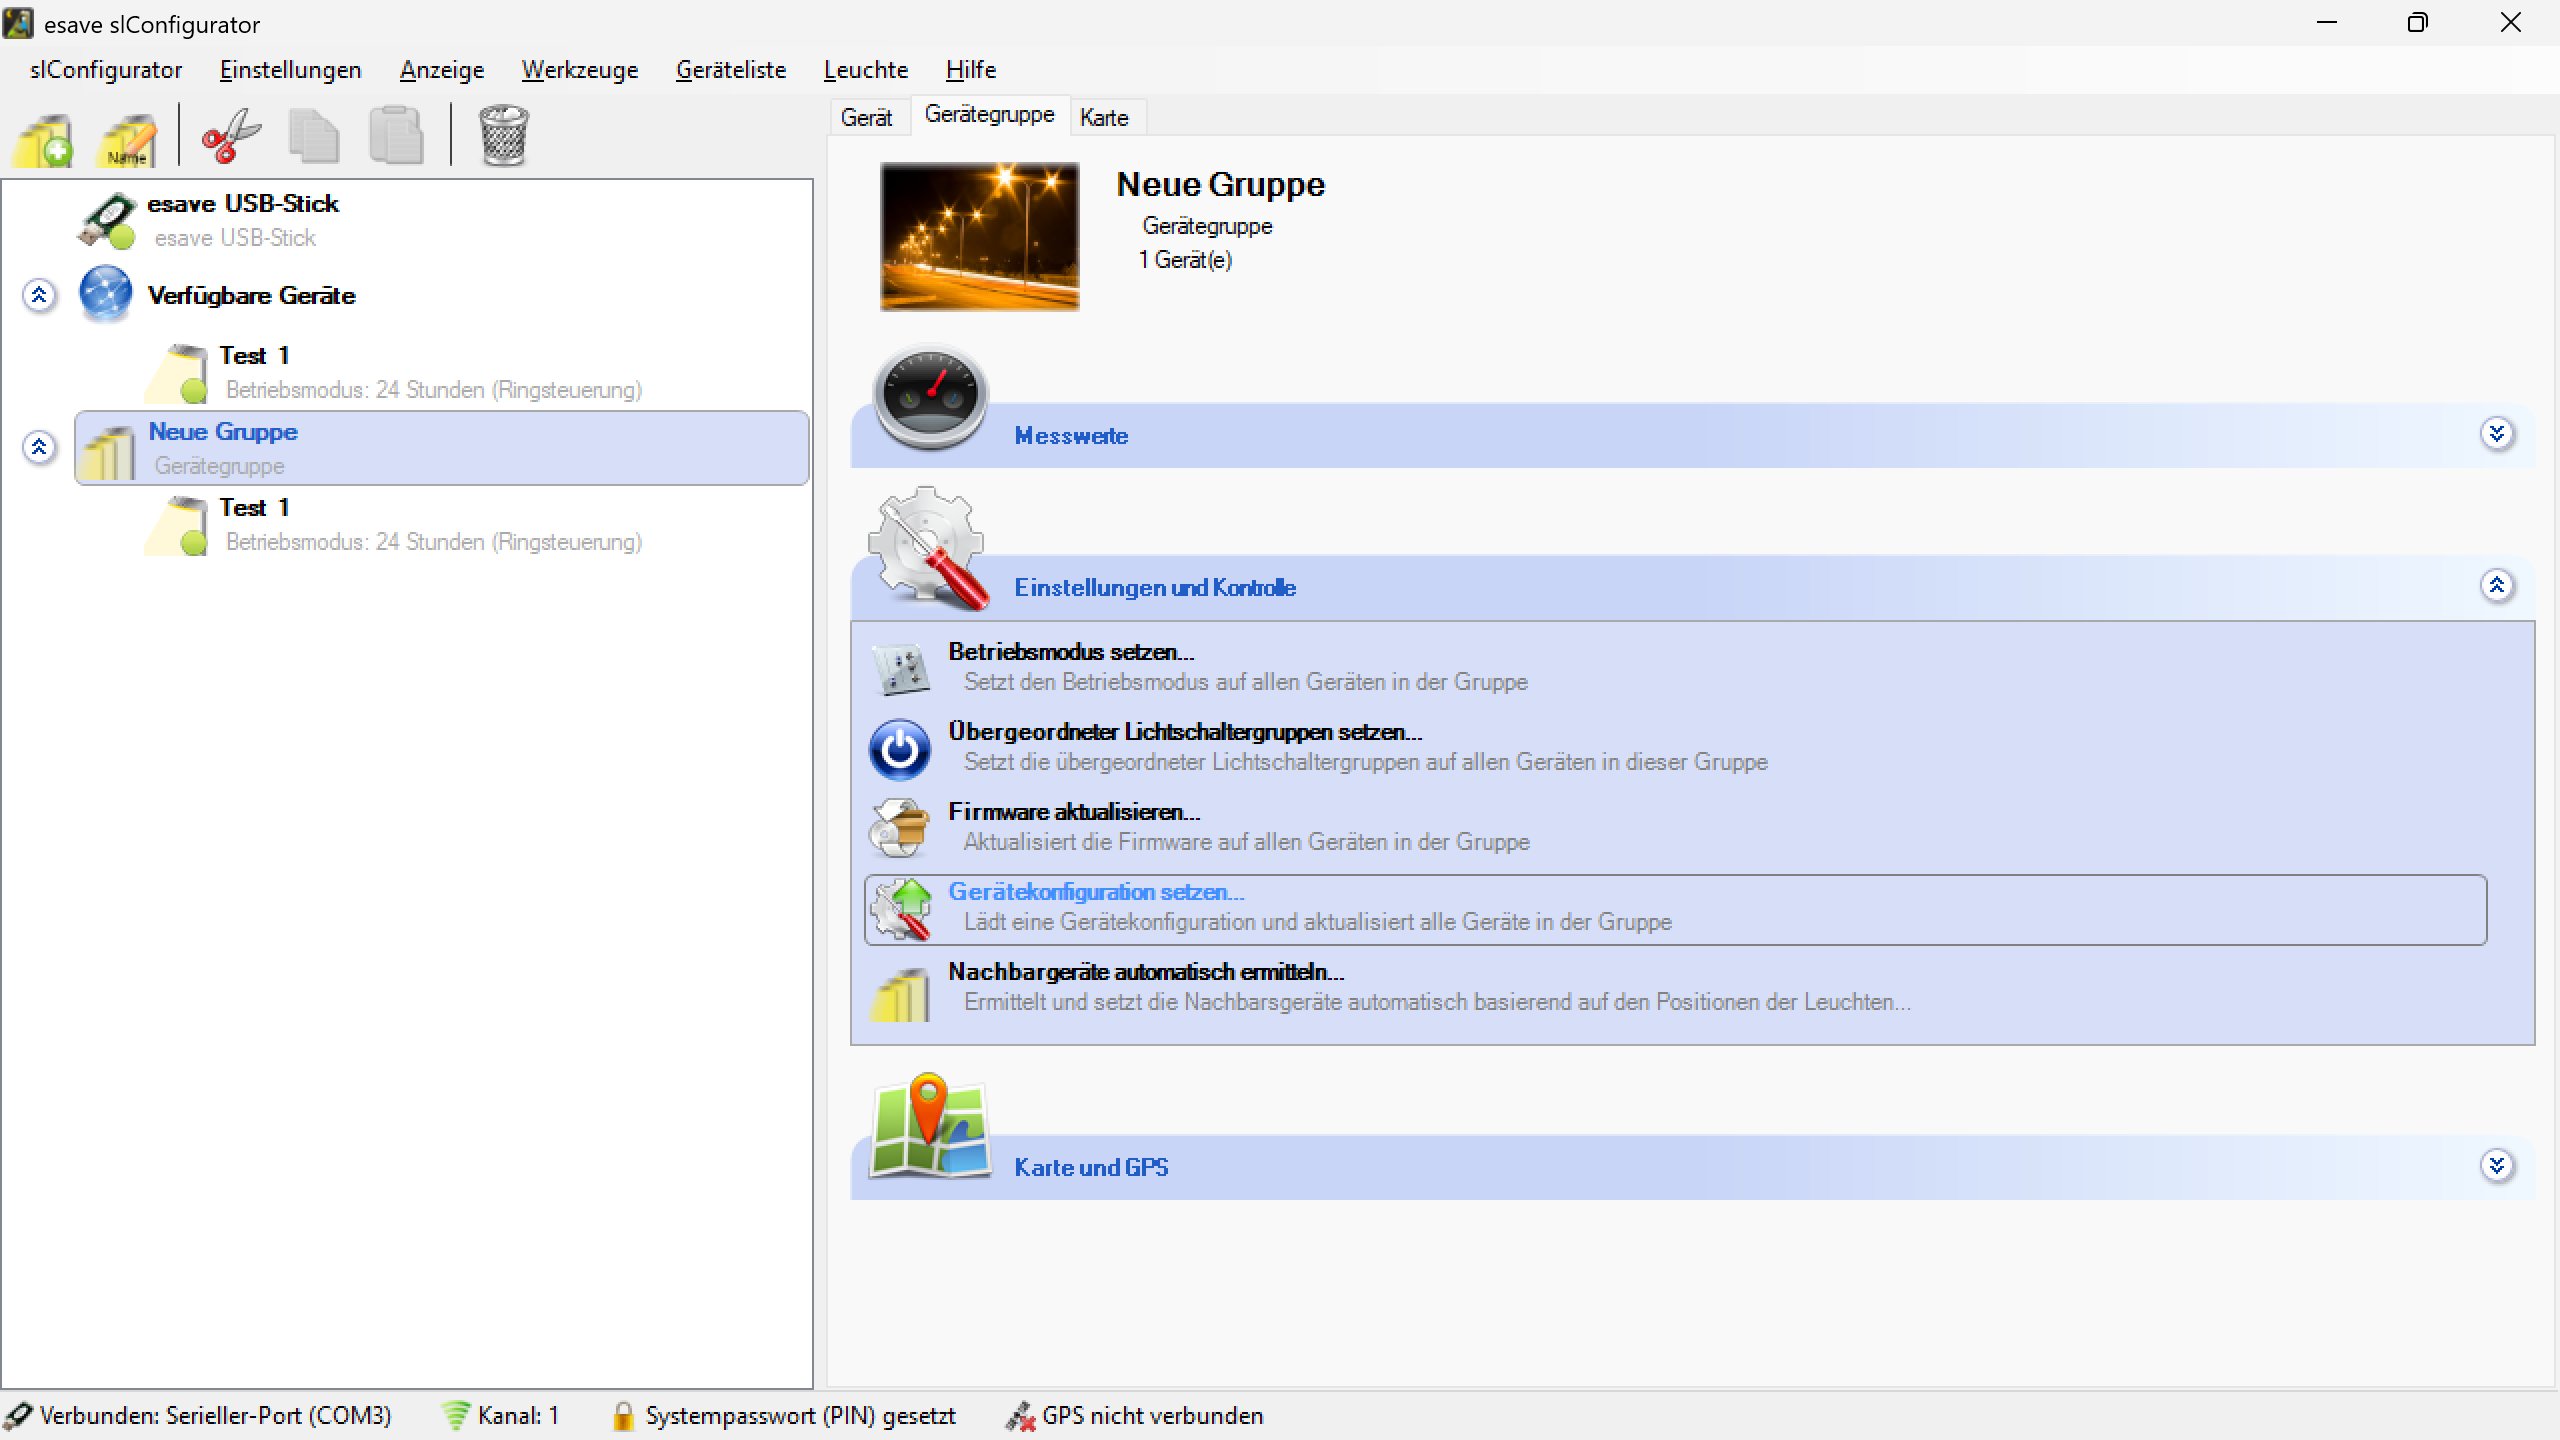 esave slConfigurator
slConfigurator Einstellungen Anzeige Werkzeuge Geräteliste Leuchte Hilfe
Name
esave USB-Stick
esave USB-Stick
Verfügbare Geräte
Test 1
Betriebsmodus: 24 Stunden (Ringsteuerung)
Neue Gruppe
Gerätegruppe
Test 1
Betriebsmodus: 24 Stunden (Ringsteuerung)
Gerät Gerätegruppe Karte
Neue Gruppe
Gerätegruppe
1 Gerät(e)
Messwerte
Einstellungen und Kontrolle
Betriebsmodus setzen...
Setzt den Betriebsmodus auf allen Geräten in der Gruppe
Übergeordneter Lichtschaltergruppen setzen...
Setzt die übergeordneter Lichtschaltergruppen auf allen Geräten in dieser Gruppe
Firmware aktualisieren...
Aktualisiert die Firmware auf allen Geräten in der Gruppe
Gerätekonfiguration setzen...
Lädt eine Gerätekonfiguration und aktualisiert alle Geräte in der Gruppe
Nachbargeräte automatisch ermitteln...
Ermittelt und setzt die Nachbarsgeräte automatisch basierend auf den Positionen der Leuchten...
Karte und GPS
Verbunden: Serieller-Port (COM3) Kanal: 1 Systempasswort (PIN) gesetzt GPS nicht verbunden